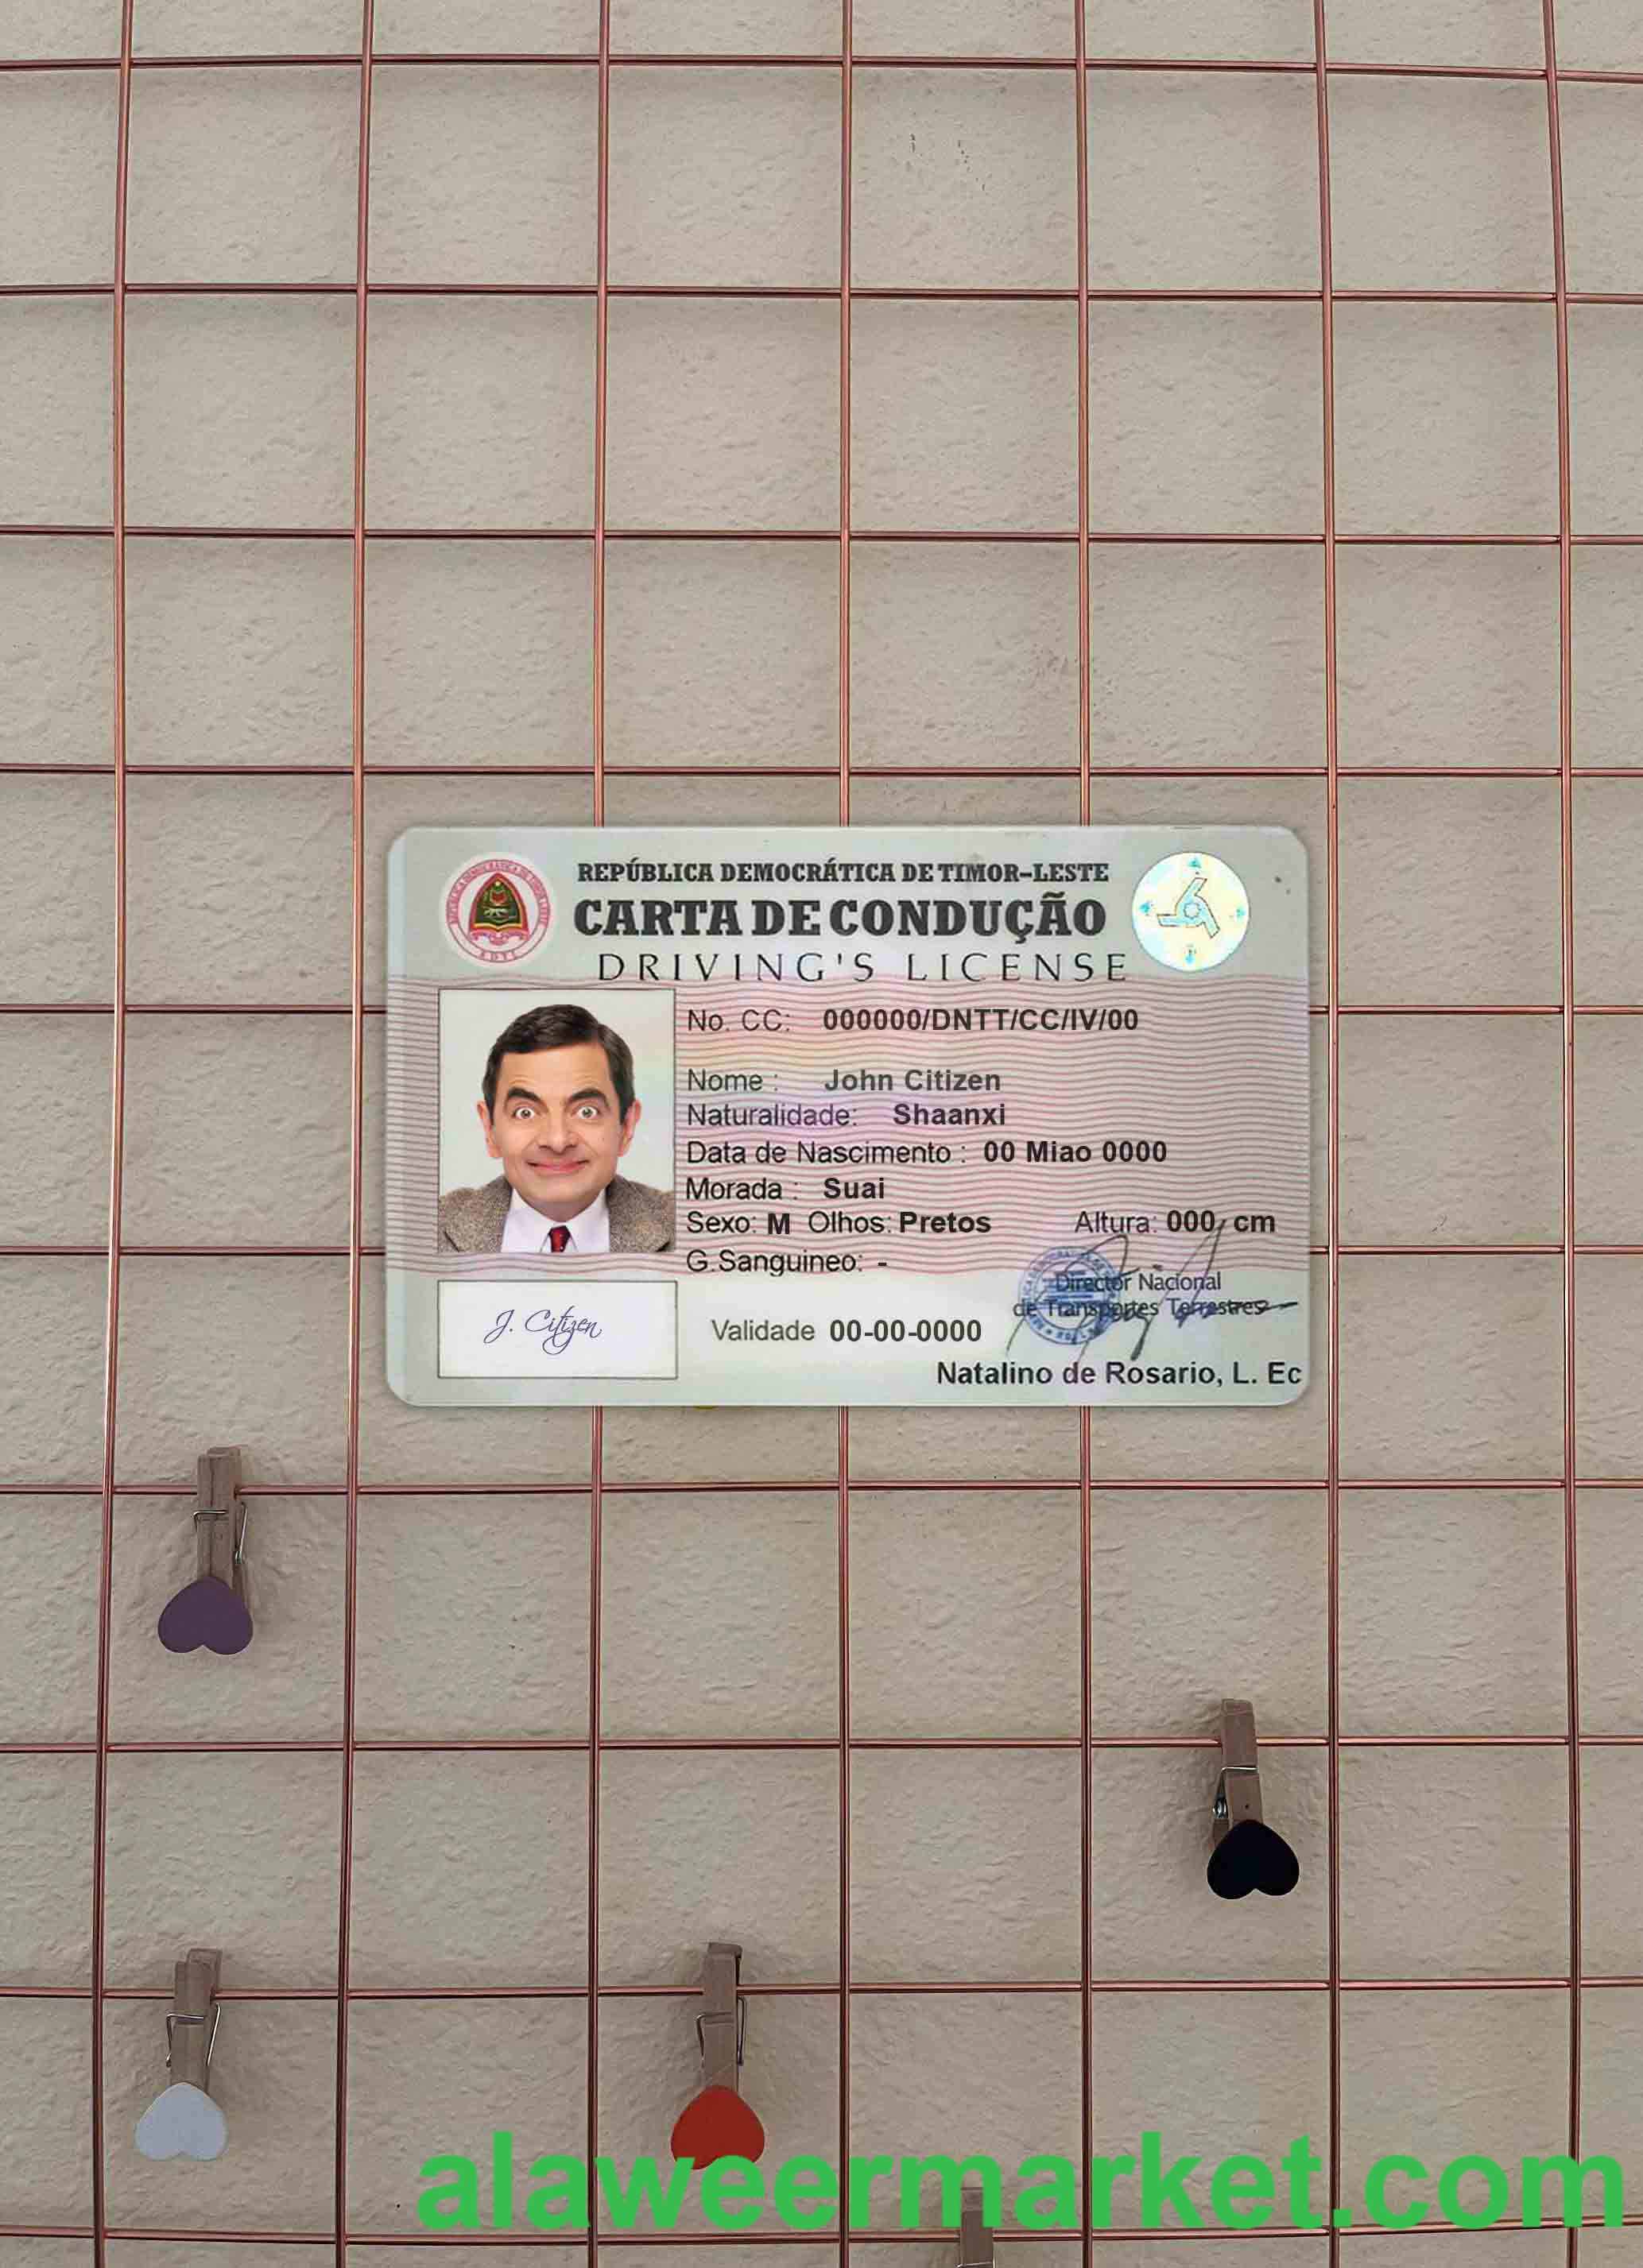 REPÚBLICA DEMOCRÁTICA DE TIMOR-LESTE
CARTA DE CONDUÇÃO
DRIVING'S LICENSE
No. CC: 000000/DNTT/CC/IV/00
Nome : John Citizen
Naturalidade: Shaanxi
Data de Nascimento : 00 Miao 0000
Morada : Suai
Sexo: M Olhos: Pretos Altura: 000, cm
G.Sanguineo: -
Director Nacional
de Transportes Terrestres
J. Citizen
Validade 00-00-0000
Natalino de Rosario, L. Ec
alaweermarket.com